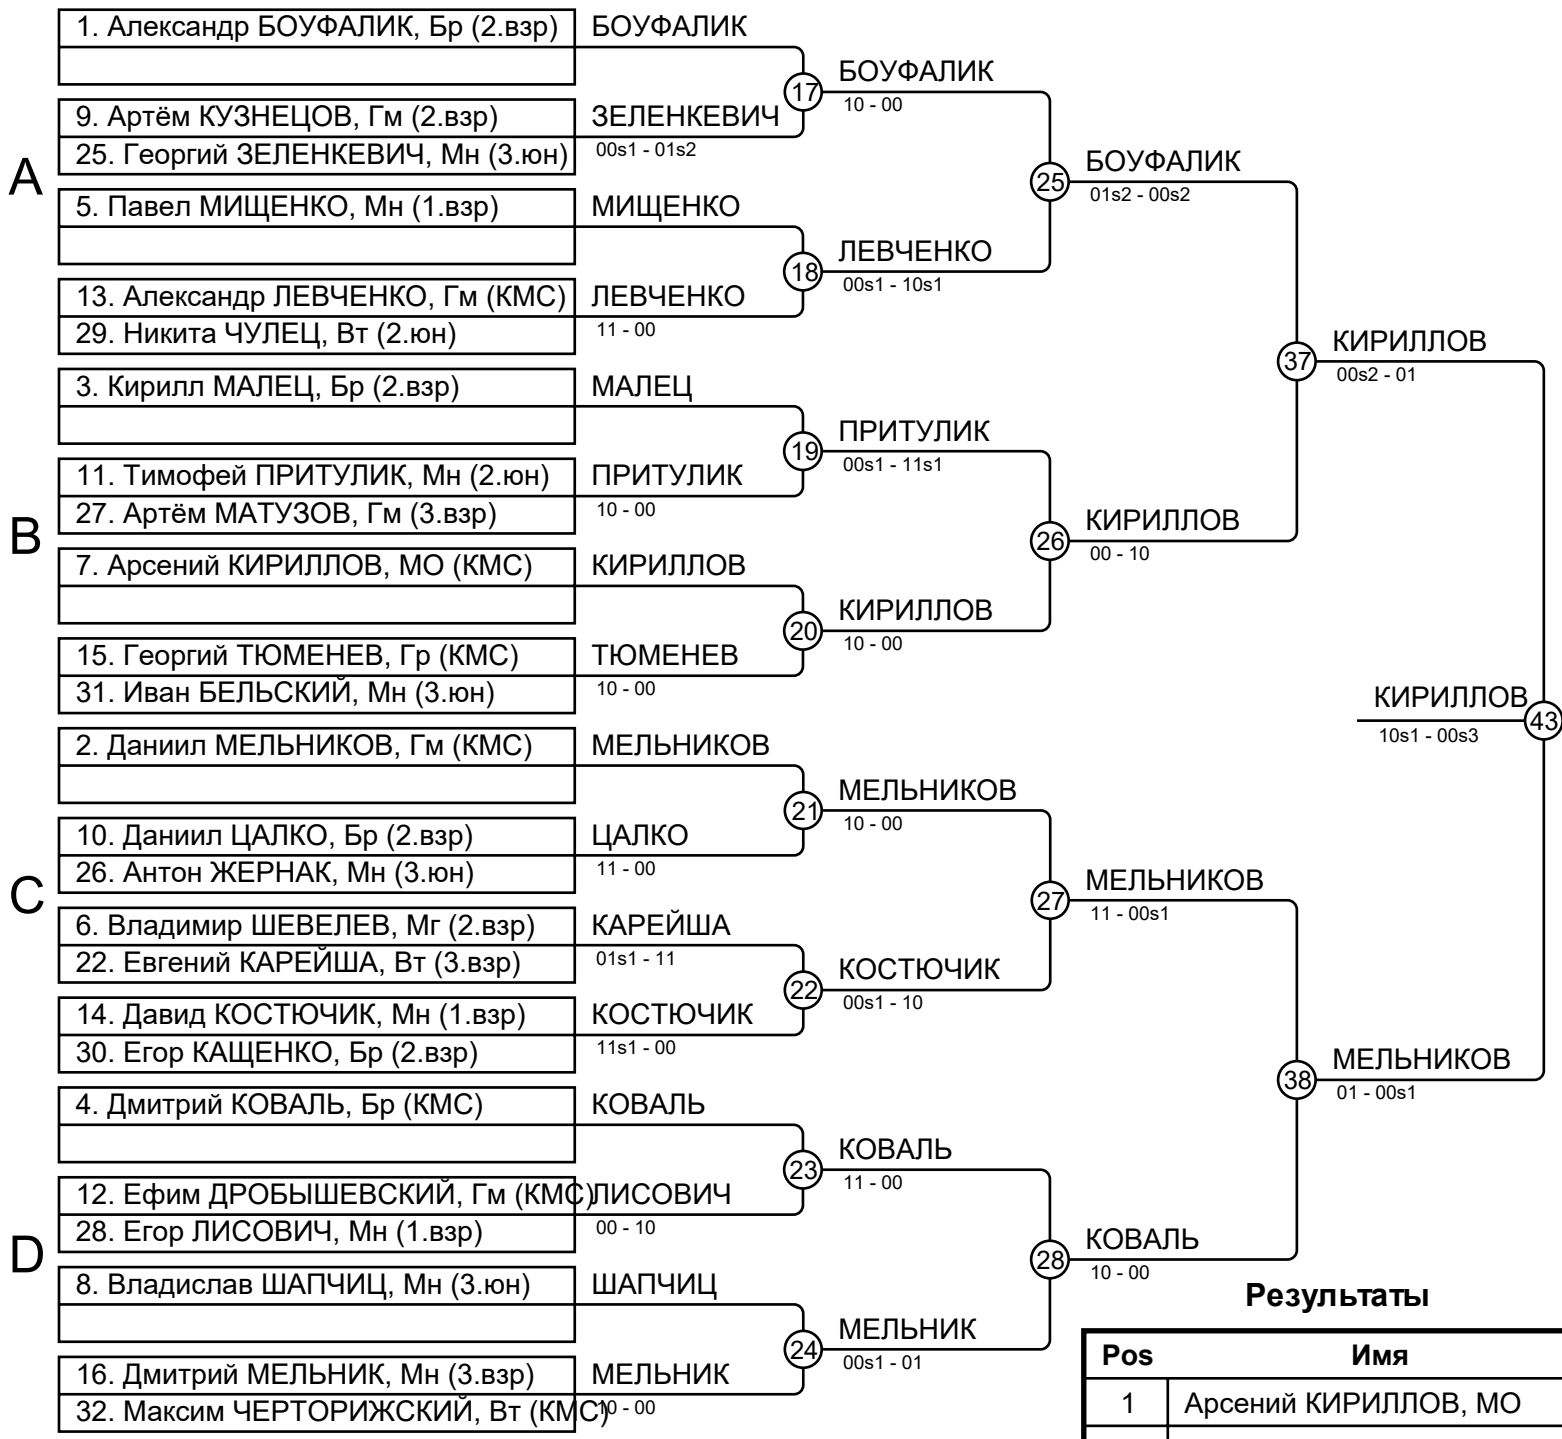 1. Александр БОУФАЛИК, Бр (2.взр)
9. Артём КУЗНЕЦОВ, Гм (2.взр)
25. Георгий ЗЕЛЕНКЕВИЧ, Мн (3.юн)
A
5. Павел МИЩЕНКО, Мн (1.взр)
13. Александр ЛЕВЧЕНКО, Гм (КМС)
29. Никита ЧУЛЕЦ, Вт (2.юн)
3. Кирилл МАЛЕЦ, Бр (2.взр)
11. Тимофей ПРИТУЛИК, Мн (2.юн)
27. Артём МАТУЗОВ, Гм (3.взр)
B
7. Арсений КИРИЛЛОВ, МО (КМС)
15. Георгий ТЮМЕНЕВ, Гр (КМС)
31. Иван БЕЛЬСКИЙ, Мн (3.юн)
2. Даниил МЕЛЬНИКОВ, Гм (КМС)
10. Даниил ЦАЛКО, Бр (2.взр)
26. Антон ЖЕРНАК, Мн (3.юн)
C
6. Владимир ШЕВЕЛЕВ, Мг (2.взр)
22. Евгений КАРЕЙША, Вт (3.взр)
14. Давид КОСТЮЧИК, Мн (1.взр)
30. Егор КАЩЕНКО, Бр (2.взр)
4. Дмитрий КОВАЛЬ, Бр (КМС)
12. Ефим ДРОБЫШЕВСКИЙ, Гм (КМС)
28. Егор ЛИСОВИЧ, Мн (1.взр)
D
8. Владислав ШАПЧИЦ, Мн (3.юн)
16. Дмитрий МЕЛЬНИК, Мн (3.взр)
32. Максим ЧЕРТОРИЖСКИЙ, Вт (КМС)
БОУФАЛИК
ЗЕЛЕНКЕВИЧ
00s1 - 01s2
МИЩЕНКО
ЛЕВЧЕНКО
11 - 00
МАЛЕЦ
ПРИТУЛИК
10 - 00
КИРИЛЛОВ
ТЮМЕНЕВ
10 - 00
МЕЛЬНИКОВ
ЦАЛКО
11 - 00
КАРЕЙША
01s1 - 11
КОСТЮЧИК
11s1 - 00
КОВАЛЬ
ЛИСОВИЧ
00 - 10
ШАПЧИЦ
МЕЛЬНИК
10 - 00
17
БОУФАЛИК
10 - 00
18
ЛЕВЧЕНКО
00s1 - 10s1
19
ПРИТУЛИК
00s1 - 11s1
20
КИРИЛЛОВ
10 - 00
21
МЕЛЬНИКОВ
10 - 00
22
КОСТЮЧИК
00s1 - 10
23
КОВАЛЬ
11 - 00
24
МЕЛЬНИК
00s1 - 01
25
БОУФАЛИК
01s2 - 00s2
26
КИРИЛЛОВ
00 - 10
27
МЕЛЬНИКОВ
11 - 00s1
28
КОВАЛЬ
10 - 00
37
КИРИЛЛОВ
00s2 - 01
38
МЕЛЬНИКОВ
01 - 00s1
КИРИЛЛОВ
43
10s1 - 00s3
Результаты
Pos Имя
1 Арсений КИРИЛЛОВ, МО